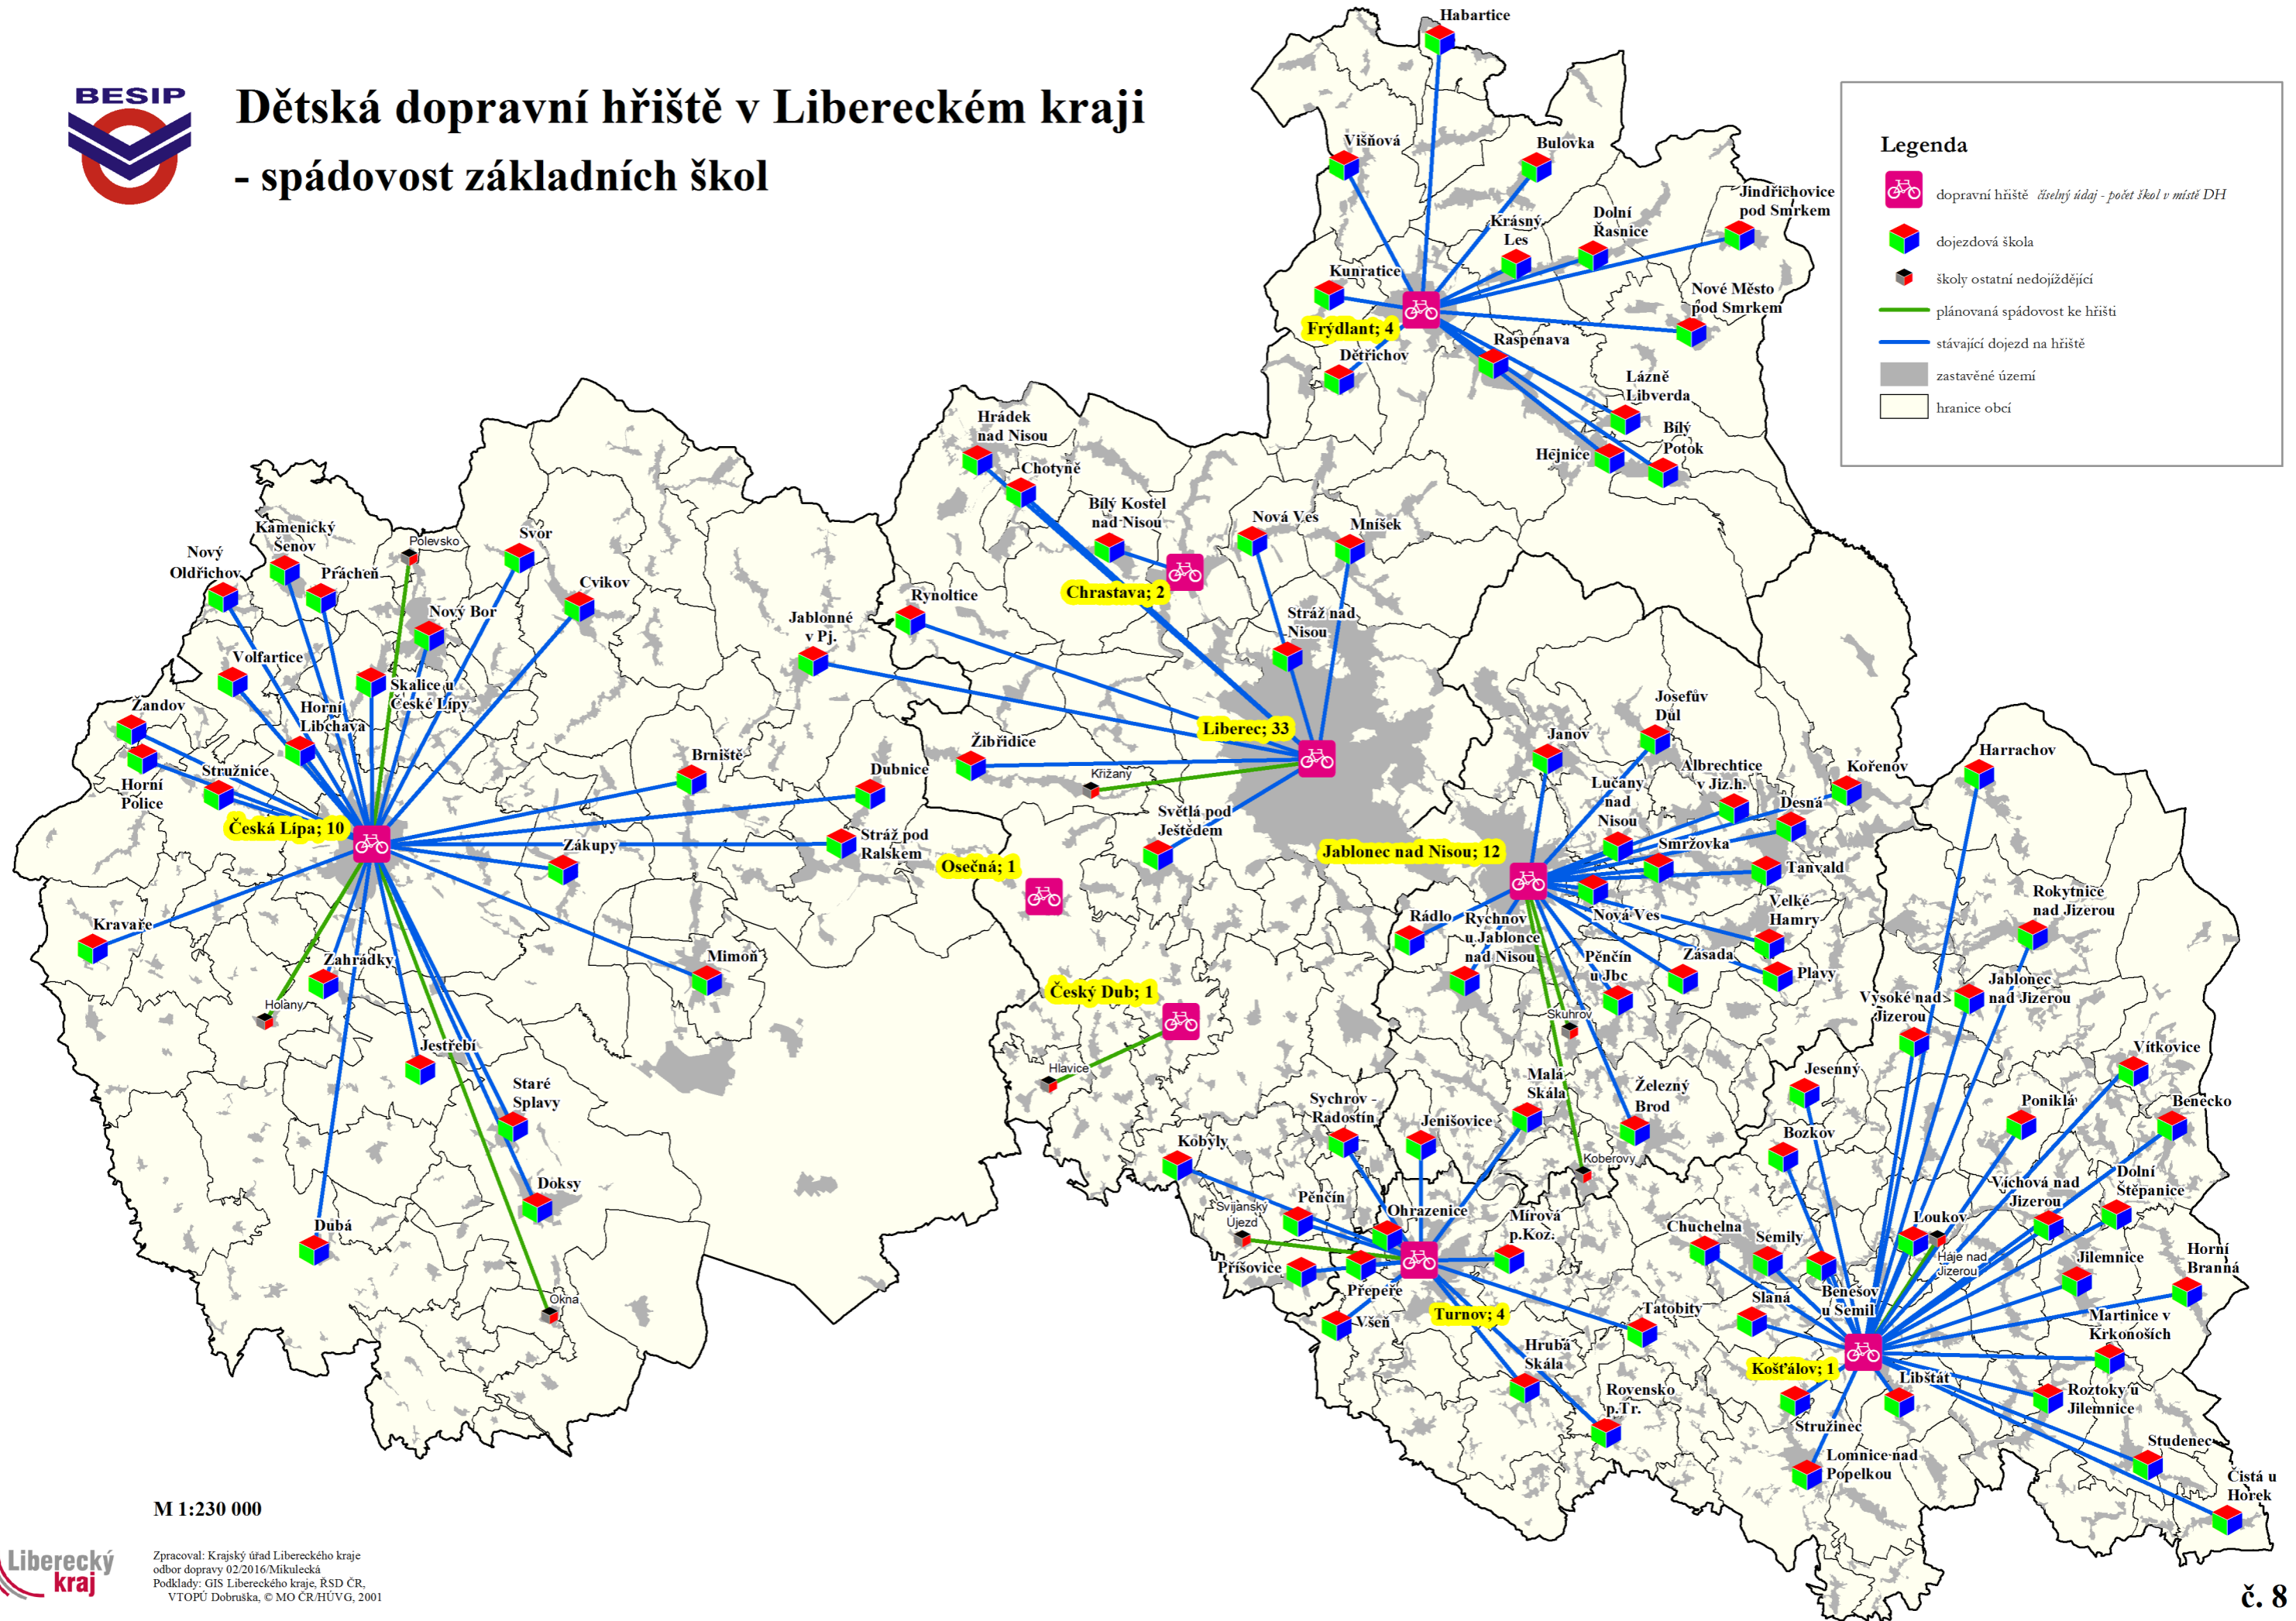 BESIP
Dětská dopravní hřiště v Libereckém kraji
- spádovost základních škol
Legenda
dopravní hřiště číselný údaj - počet škol v místě DH
dojezdová škola
školy ostatní nedojíždějící
plánovaná spádovost ke hřišti
stávající dojezd na hřiště
zastavěné území
hranice obcí
Habartice
Višňová
Bulovka
Jindřichovice
pod Smrkem
Krásný
Les
Dolní
Řasnice
Kunratice
Nové Město
pod Smrkem
Frýdlant; 4
Raspenava
Dětřichov
Lázně
Libverda
Bílý
Potok
Hejnice
Hrádek
nad Nisou
Chotyně
Bílý Kostel
nad Nisou
Nová Ves
Mníšek
Chrastava; 2
Rynoltice
Stráž nad
Nisou
Jablonné
v Pj.
Liberec; 33
Žibřidice
Křižany
Světlá pod
Ještědem
Osečná; 1
Český Dub; 1
Hlavice
Kamenický
Šenov
Polevsko
Svor
Nový
Oldřichov
Prácheň
Cvikov
Nový Bor
Volfartice
Skalice u
České Lípy
Žandov
Horní
Libchava
Horní
Police
Stružnice
Brniště
Dubnice
Česká Lípa; 10
Stráž pod
Ralskem
Zákupy
Kravaře
Zahrádky
Mimoň
Holany
Jestřebí
Staré
Splavy
Doksy
Dubá
Okna
Josefův
Důl
Janov
Albrechtice
v Jiz.h.
Kořenov
Lučany
nad
Nisou
Desná
Jablonec nad Nisou; 12
Smržovka
Tanvald
Rádlo
Rychnov
u Jablonce
nad Nisou
Nová Ves
Velké
Hamry
Pěnčín
u Jbc
Zásada
Plavy
Skuhrov
Malá
Skála
Železný
Brod
Koberovy
Harrachov
Rokytnice
nad Jizerou
Jablonec
nad Jizerou
Vysoké nad
Jizerou
Vítkovice
Jesenný
Poniklá
Benecko
Bozkov
Dolní
Štěpanice
Víchová nad
Jizerou
Chuchelna
Semily
Loukov
Háje nad
Jizerou
Jilemnice
Horní
Branná
Slaná
Benešov
u Semil
Martinice v
Krkonoších
Košťálov; 1
Libštát
Roztoky u
Jilemnice
Stružinec
Lomnice nad
Popelkou
Studenec
Čistá u
Horek
Sychrov -
Radostín
Jenišovice
Kobyly
Pěnčín
Svijanský
Újezd
Ohrazenice
Mírová
p.Koz.
Příšovice
Přepeře
Všeň
Turnov; 4
Tatobity
Hrubá
Skála
Rovensko
p.Tr.
M 1:230 000
Liberecký
kraj
Zpracoval: Krajský úřad Libereckého kraje
odbor dopravy 02/2016/Mikulecká
Podklady: GIS Libereckého kraje, ŘSD ČR,
VTOPÚ Dobruška, © MO ČR/HÚVG, 2001
č. 8